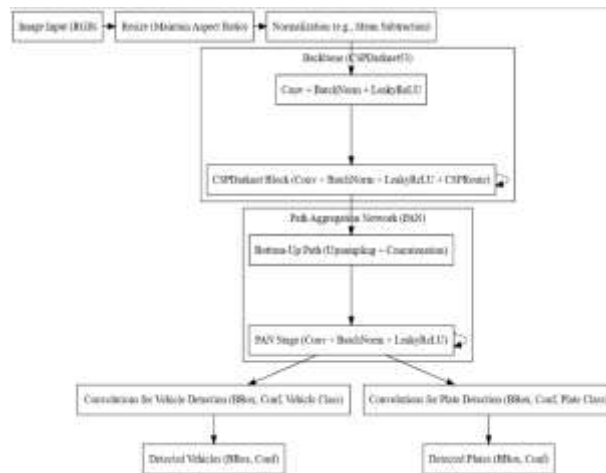 Image Input (RGB)
Resize (Maintain Aspect Ratio)
Normalization (e.g., Mean Subtraction)
Backbone (CSPDarknet53)
Conv + BatchNorm + LeakyReLU
CSPDarknet Block (Conv + BatchNorm + LeakyReLU + CSPRoute)
Path Aggregation Network (PAN)
Bottom-Up Path (Upsampling + Concatenation)
PAN Stage (Conv + BatchNorm + LeakyReLU)
Convolutions for Vehicle Detection (BBox, Conf, Vehicle Class)
Convolutions for Plate Detection (BBox, Conf, Plate Class)
Detected Vehicles (BBox, Conf)
Detected Plates (BBox, Conf)